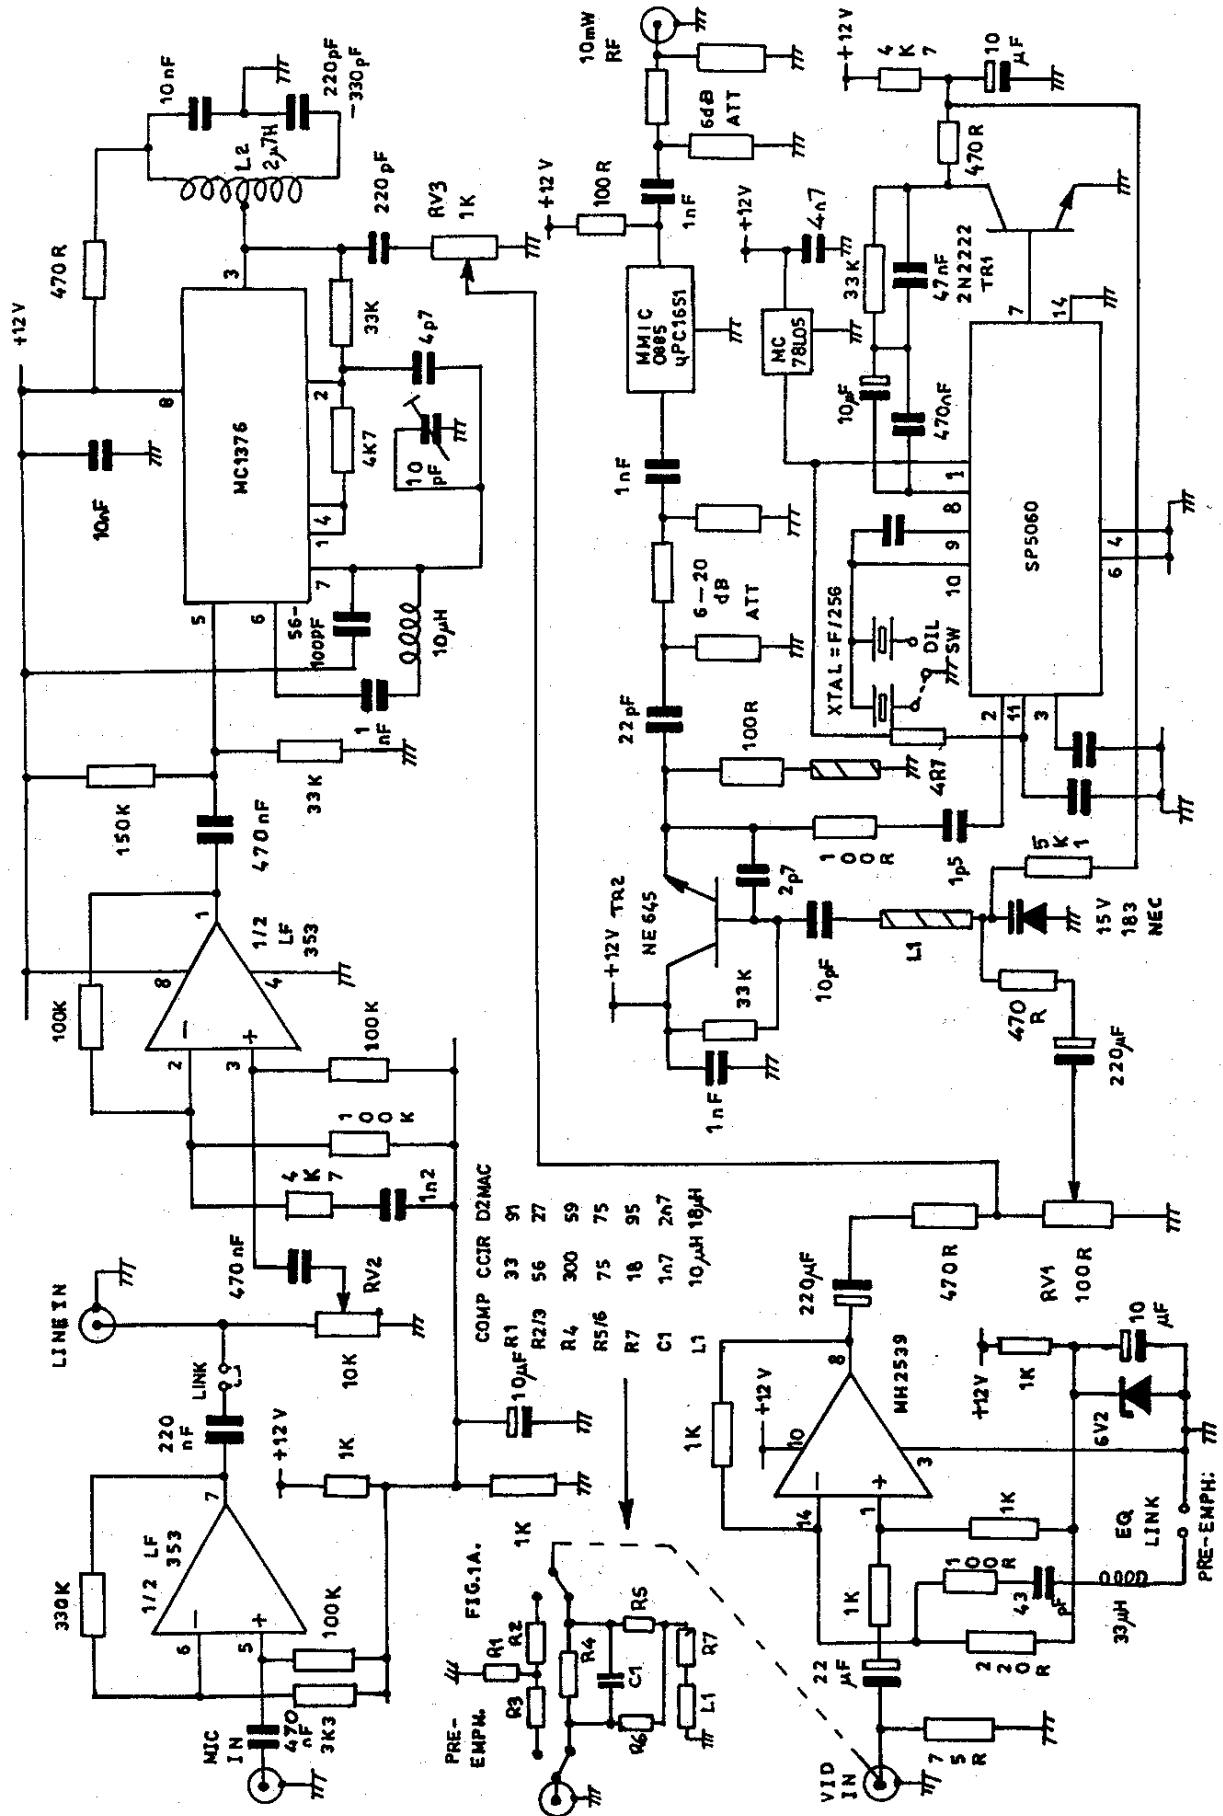 +12V
10nF
470R
L2
2µ7H
10nF
220pF
-330pF
8
MC1376
3
5
6
7
1
4
2
33K
4K7
4p7
10
pF
220pF
RV3
1K
56-
100PF
10µH
1
nF
150K
33K
470nF
100K
1
1/2
LF
353
8
4
-
+
2
3
100K
100K
4K7
1n2
470nF
RV2
LINE IN
LINK
10K
220
nF
330K
1/2 LF
353
7
-
+
6
5
100K
3K3
MIC
IN
470
nF
+12V
1K
1K
10µF
COMP CCIR D2MAC
R1 33 91
R2/3 56 27
R4 300 59
R5/6 75 75
R7 18 95
C1 1n7 2n7
L1 10µH 18µH
FIG.1A.
PRE-
EMPH.
R1
R2
R3
R4
C1
R5
R6
R7
L1
VID
IN
75R
22
µF
1K
1K
1K
+12V
10
14
-
+
1
3
8
MH2539
220R
100R
43
pF
33µH
EQ
LINK
PRE-EMPH:
+12V
1K
6V2
10
µF
220µF
470R
RV1
100R
220µF
470
R
15V
183
NEC
5K1
L1
10pF
33K
1nF
+12V
TR2
NE645
2p7
100R
1p5
100R
22pF
4R7
6-20
dB
ATT
1nF
MMIC
0885
µPC1651
+12V
100R
1nF
6dB
ATT
10mW
RF
+12V
MC
78L05
4n7
XTAL=F/256
DIL
SW
2
11
3
10
9
8
1
SP5060
6
4
7
14
10µF
470nF
33K
47nF
2N2222
TR1
470R
+12V
4K7
10
µF